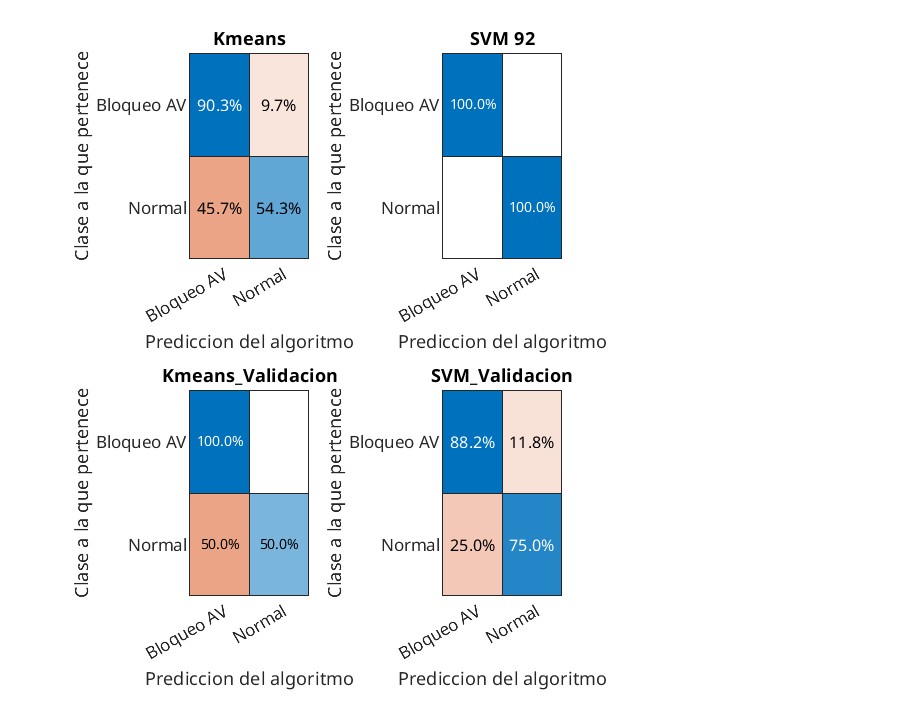 Kmeans
Clase a la que pertenece
Bloqueo AV
90.3%
9.7%
Normal
45.7%
54.3%
Bloqueo AV
Normal
Prediccion del algoritmo
SVM 92
Clase a la que pertenece
Bloqueo AV
100.0%
Normal
100.0%
Bloqueo AV
Normal
Prediccion del algoritmo
Kmeans_Validacion
Clase a la que pertenece
Bloqueo AV
100.0%
Normal
50.0%
50.0%
Bloqueo AV
Normal
Prediccion del algoritmo
SVM_Validacion
Clase a la que pertenece
Bloqueo AV
88.2%
11.8%
Normal
25.0%
75.0%
Bloqueo AV
Normal
Prediccion del algoritmo